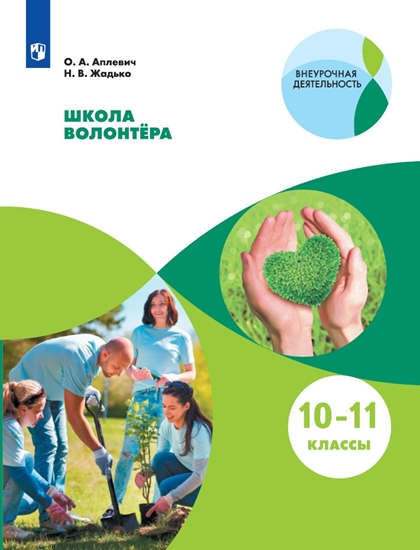 О. А. Аплевич
Н. В. Жадько
ВНЕУРОЧНАЯ
ДЕЯТЕЛЬНОСТЬ
ШКОЛА
ВОЛОНТЁРА
10–11
КЛАССЫ